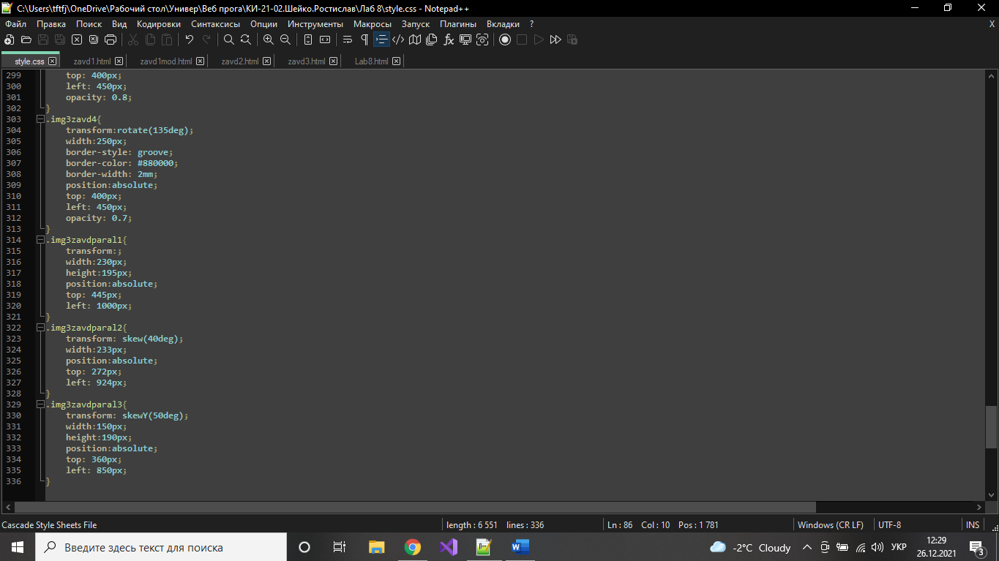 C:\Users\tftfj\OneDrive\Рабочий стол\Универ\Веб прога\КИ-21-02.Шейко.Ростислав\Лаб 8\style.css - Notepad++
Файл Правка Поиск Вид Кодировки Синтаксисы Опции Инструменты Макросы Запуск Плагины Вкладки ? X
style.css zavd1.html zavd1mod.html zavd2.html zavd3.html Lab8.html
299 top: 400px;
300 left: 450px;
301 opacity: 0.8;
302 }
303 .img3zavd4{
304 transform:rotate(135deg);
305 width:250px;
306 border-style: groove;
307 border-color: #880000;
308 border-width: 2mm;
309 position:absolute;
310 top: 400px;
311 left: 450px;
312 opacity: 0.7;
313 }
314 .img3zavdparal1{
315 transform:;
316 width:230px;
317 height:195px;
318 position:absolute;
319 top: 445px;
320 left: 1000px;
321 }
322 .img3zavdparal2{
323 transform: skew(40deg);
324 width:233px;
325 position:absolute;
326 top: 272px;
327 left: 924px;
328 }
329 .img3zavdparal3{
330 transform: skewY(50deg);
331 width:150px;
332 height:190px;
333 position:absolute;
334 top: 360px;
335 left: 850px;
336 }
Cascade Style Sheets File length : 6 551 lines : 336 Ln : 86 Col : 10 Pos : 1 781 Windows (CR LF) UTF-8 INS
Введите здесь текст для поиска -2°C Cloudy УКР 12:29
26.12.2021 3